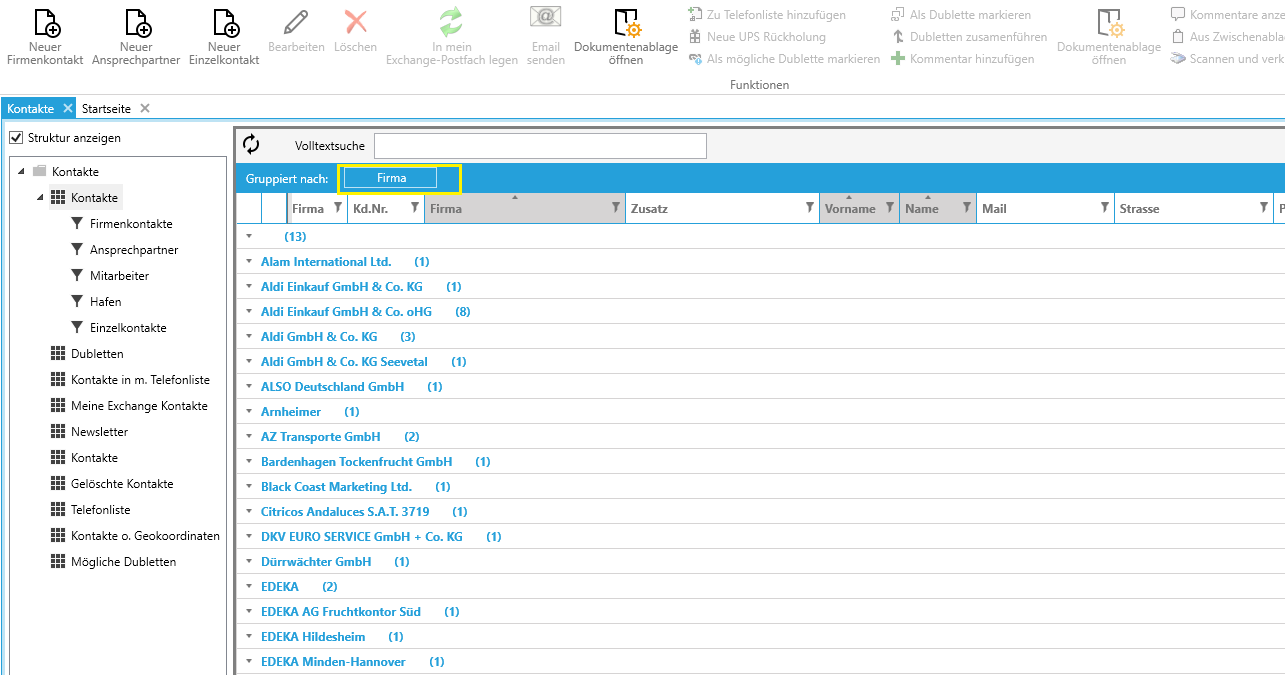 Neuer
Firmenkontakt
Neuer
Ansprechpartner
Neuer
Einzelkontakt
Bearbeiten
Löschen
In mein
Exchange-Postfach legen
Email
senden
Dokumentenablage
öffnen
Zu Telefonliste hinzufügen
Neue UPS Rückholung
Als mögliche Dublette markieren
Als Dublette markieren
Dubletten zusamenführen
Kommentar hinzufügen
Dokumentenablage
öffnen
Kommentare anze
Aus Zwischenabla
Scannen und verk
Funktionen
Kontakte
Startseite
Struktur anzeigen
Kontakte
Kontakte
Firmenkontakte
Ansprechpartner
Mitarbeiter
Hafen
Einzelkontakte
Dubletten
Kontakte in m. Telefonliste
Meine Exchange Kontakte
Newsletter
Kontakte
Gelöschte Kontakte
Telefonliste
Kontakte o. Geokoordinaten
Mögliche Dubletten
Volltextsuche
Gruppiert nach: Firma
Firma Kd.Nr. Firma Zusatz Vorname Name Mail Strasse P
(13)
Alam International Ltd. (1)
Aldi Einkauf GmbH & Co. KG (1)
Aldi Einkauf GmbH & Co. oHG (8)
Aldi GmbH & Co. KG (3)
Aldi GmbH & Co. KG Seevetal (1)
ALSO Deutschland GmbH (1)
Arnheimer (1)
AZ Transporte GmbH (2)
Bardenhagen Tockenfrucht GmbH (1)
Black Coast Marketing Ltd. (1)
Citricos Andaluces S.A.T. 3719 (1)
DKV EURO SERVICE GmbH + Co. KG (1)
Dürrwächter GmbH (1)
EDEKA (2)
EDEKA AG Fruchtkontor Süd (1)
EDEKA Hildesheim (1)
EDEKA Minden-Hannover (1)